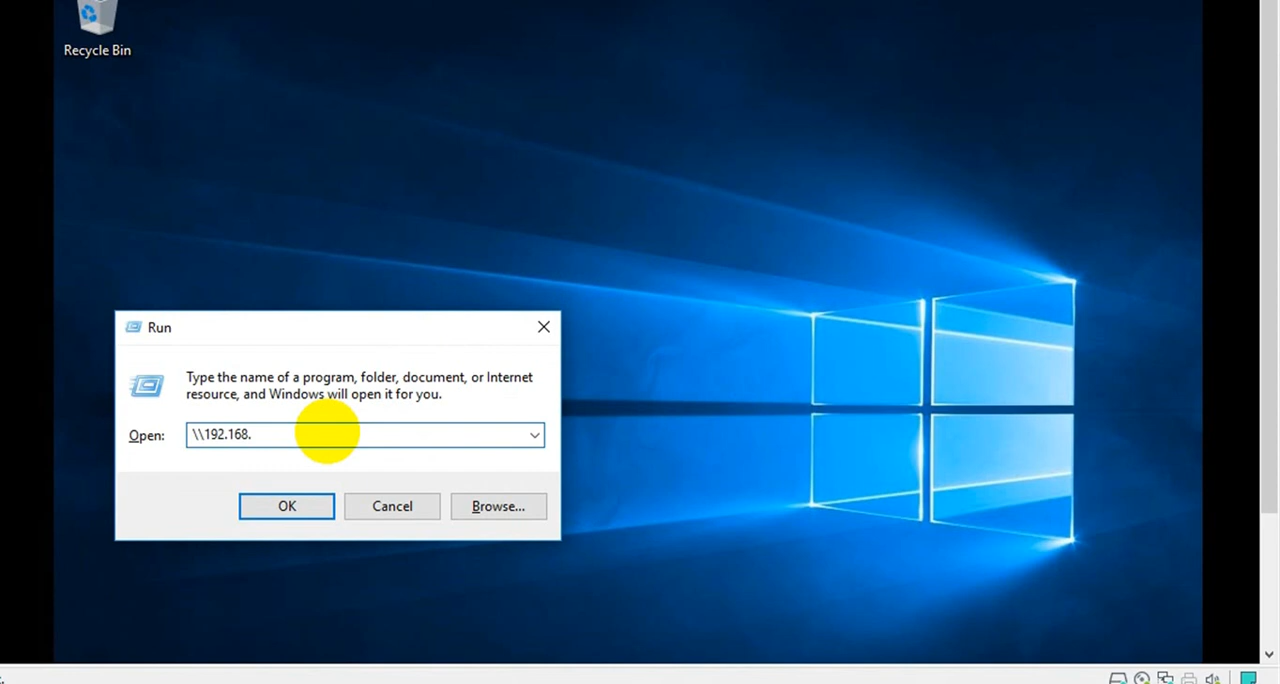 Recycle Bin
Run
Type the name of a program, folder, document, or Internet
resource, and Windows will open it for you.
Open:
\\192.168.
OK
Cancel
Browse...